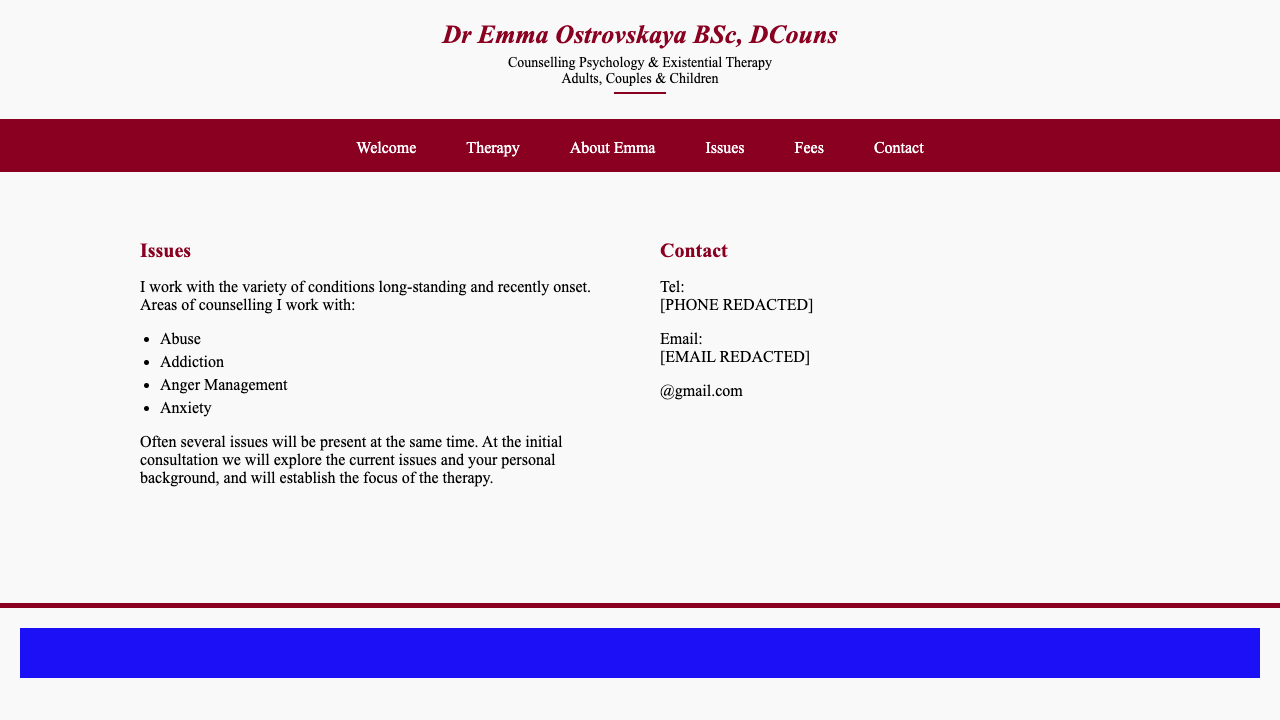 Dr Emma Ostrovskaya BSc, DCouns
Counselling Psychology & Existential Therapy
Adults, Couples & Children
Welcome Therapy About Emma Issues Fees Contact
Issues
I work with the variety of conditions long-standing and recently onset.
Areas of counselling I work with:
• Abuse
• Addiction
• Anger Management
• Anxiety
Often several issues will be present at the same time. At the initial
consultation we will explore the current issues and your personal
background, and will establish the focus of the therapy.
Contact
Tel:
[PHONE REDACTED]
Email:
[EMAIL REDACTED]
@gmail.com